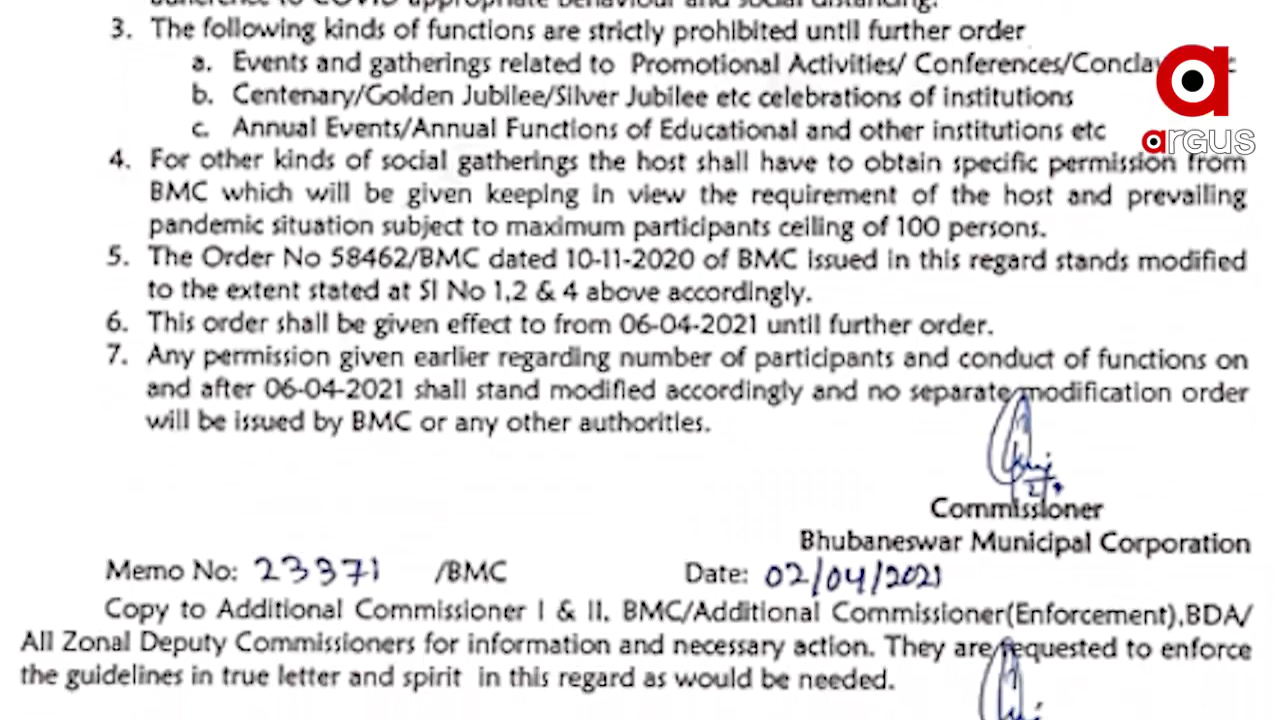 adherence to COVID appropriate behaviour and social distancing.
3. The following kinds of functions are strictly prohibited until further order
a. Events and gatherings related to Promotional Activities/ Conferences/
b. Centenary/Golden Jubilee/Silver Jubilee etc celebrations of institutions
c. Annual Events/Annual Functions of Educational and other institutions etc
argus
4. For other kinds of social gatherings the host shall have to obtain specific permission from
BMC which will be given keeping in view the requirement of the host and prevailing
pandemic situation subject to maximum participants ceiling of 100 persons.
5. The Order No 58462/BMC dated 10-11-2020 of BMC issued in this regard stands modified
to the extent stated at Sl No 1,2 & 4 above accordingly.
6. This order shall be given effect to from 06-04-2021 until further order.
7. Any permission given earlier regarding number of participants and conduct of functions on
and after 06-04-2021 shall stand modified accordingly and no separate modification order
will be issued by BMC or any other authorities.
Commissioner
Bhubaneswar Municipal Corporation
Memo No: 23371 /BMC Date: 02/04/2021
Copy to Additional Commissioner I & II, BMC/Additional Commissioner(Enforcement),BDA/
All Zonal Deputy Commissioners for information and necessary action. They are requested to enforce
the guidelines in true letter and spirit in this regard as would be needed.